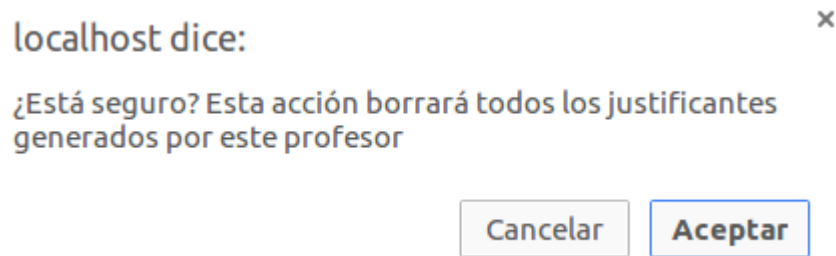 localhost dice:
¿Está seguro? Esta acción borrará todos los justificantes
generados por este profesor
Cancelar
Aceptar